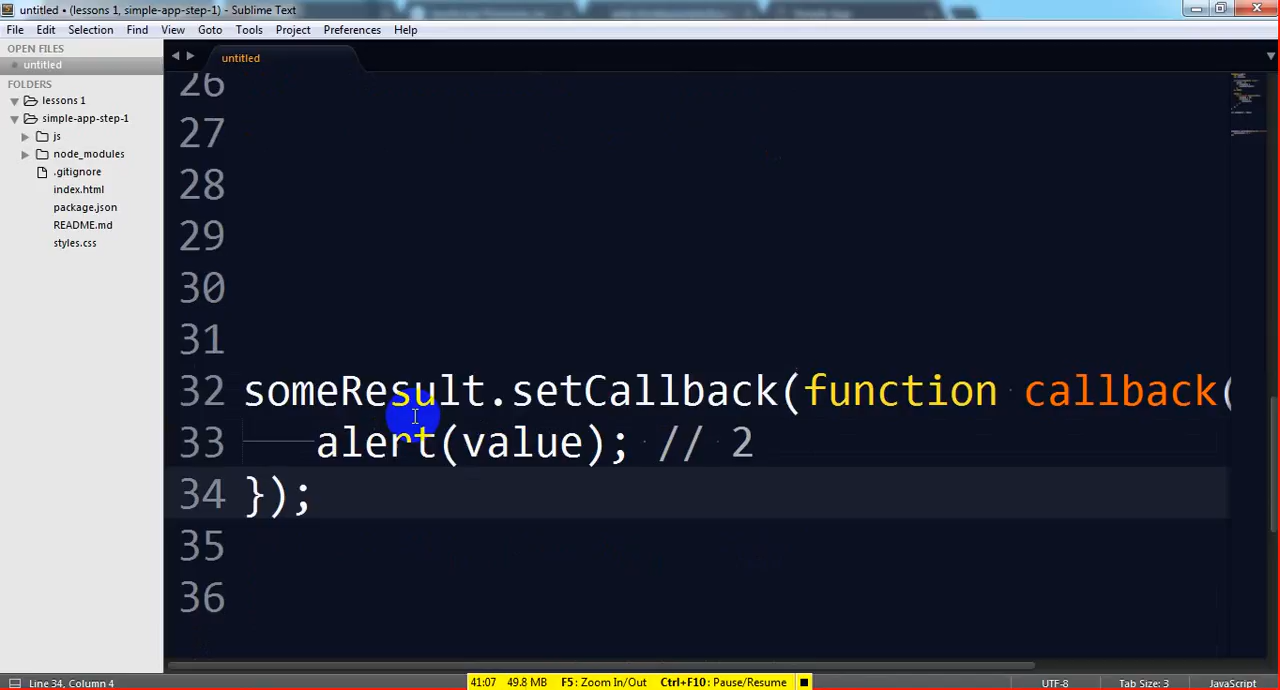 untitled • (lessons 1, simple-app-step-1) - Sublime Text
File Edit Selection Find View Goto Tools Project Preferences Help
OPEN FILES
untitled
untitled
FOLDERS
lessons 1
simple-app-step-1
js
node_modules
.gitignore
index.html
package.json
README.md
styles.css
26
27
28
29
30
31
32 someResult.setCallback(function callback(
33 alert(value); // 2
34 });
35
36
Line 34, Column 4
41:07 49.8 MB F5: Zoom In/Out Ctrl+F10: Pause/Resume
UTF-8 Tab Size: 3 JavaScript